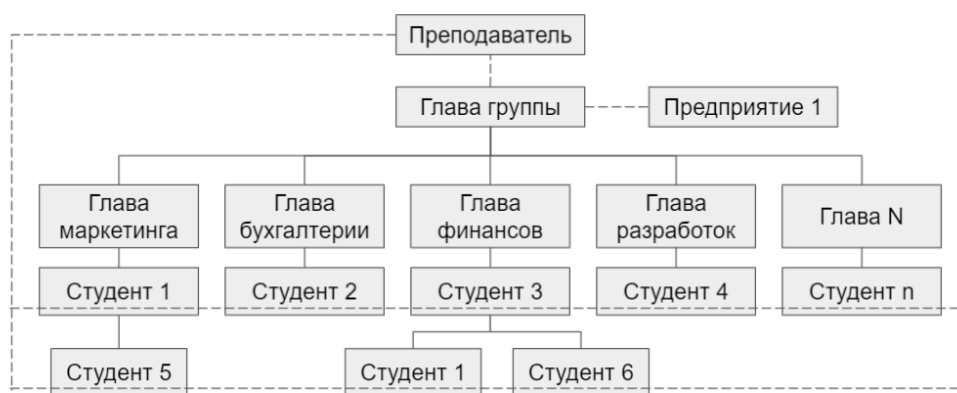 Преподаватель
Глава группы
Предприятие 1
Глава
маркетинга
Глава
бухгалтерии
Глава
финансов
Глава
разработок
Глава N
Студент 1
Студент 2
Студент 3
Студент 4
Студент n
Студент 5
Студент 1
Студент 6